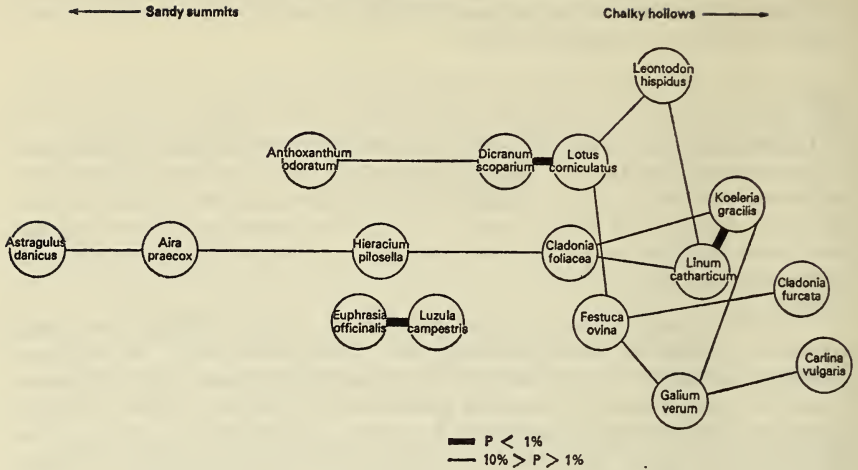 Sandy summits
Chalky hollows
Leontodon
hispidus
Anthoxanthum
odoratum
Dicranum
scoparium
Lotus
corniculatus
Koeleria
gracilis
Astragulus
danicus
Aira
praecox
Hieracium
pilosella
Cladonia
foliacea
Linum
catharticum
Cladonia
furcata
Euphrasia
officinalis
Luzula
campestris
Festuca
ovina
Carlina
vulgaris
Galium
verum
P < 1%
10% > P > 1%